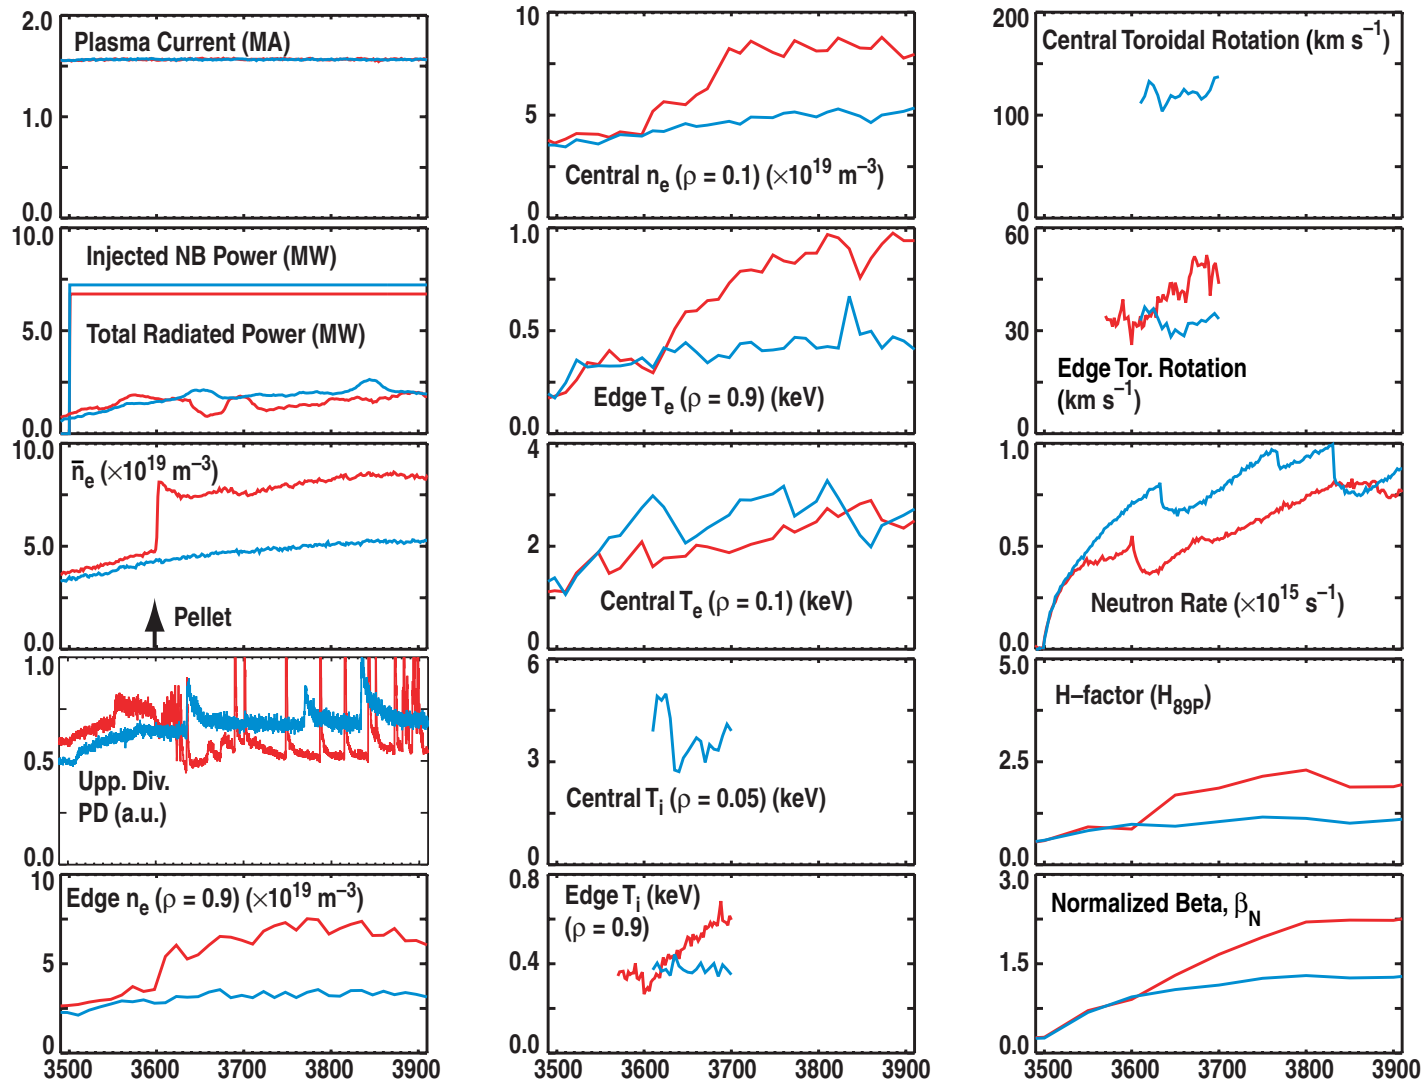 2.0
Plasma Current (MA)
1.0
0.0
10.0
Injected NB Power (MW)
5.0
Total Radiated Power (MW)
0.0
10.0
n̄e (×10^19 m^–3)
5.0
Pellet
0.0
1.0
0.5
Upp. Div.
PD (a.u.)
0.0
10
Edge ne (ρ = 0.9) (×10^19 m^–3)
5
0
3500 3600 3700 3800 3900
10
5
Central ne (ρ = 0.1) (×10^19 m^–3)
0
1.0
0.5
Edge Te (ρ = 0.9) (keV)
0.0
4
2
Central Te (ρ = 0.1) (keV)
0
6
3
Central Ti (ρ = 0.05) (keV)
0
0.8
Edge Ti (keV)
(ρ = 0.9)
0.4
0.0
3500 3600 3700 3800 3900
200
Central Toroidal Rotation (km s^–1)
100
0
60
30
Edge Tor. Rotation
(km s^–1)
0
1.0
0.5
Neutron Rate (×10^15 s^–1)
0.0
5.0
H–factor (H89P)
2.5
0.0
3.0
Normalized Beta, βN
1.5
0.0
3500 3600 3700 3800 3900